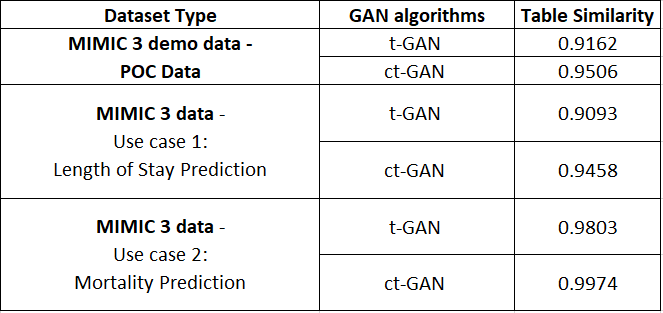 Dataset Type GAN algorithms Table Similarity
MIMIC 3 demo data - t-GAN 0.9162
POC Data ct-GAN 0.9506
MIMIC 3 data - t-GAN 0.9093
Use case 1:
Length of Stay Prediction ct-GAN 0.9458
MIMIC 3 data - t-GAN 0.9803
Use case 2:
Mortality Prediction ct-GAN 0.9974